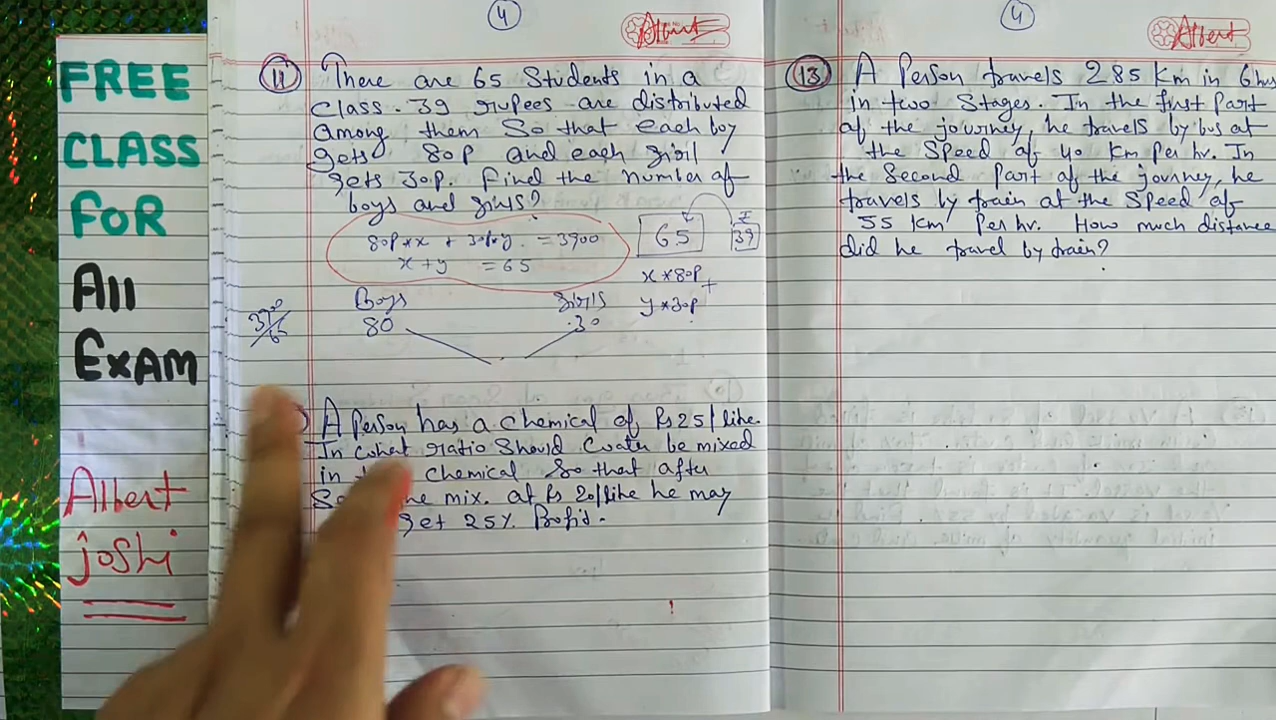 FREE
CLASS
FOR
All
EXAM
Albert
joshi
4
Albert
11
There are 65 Students in a
Class. 39 rupees are distributed
among them So that each boy
gets 80P and each girl
gets 30P. Find the number of
boys and girls?
80P*x + 30P*y. = 3900
x + y = 65
65
₹
39
x*80P +
y*30P
3900/65
Boys
girls
80
30
A Person has a chemical of Rs 25/like.
In what ratio Should water be mixed
in chemical So that after
mix. at Rs 20/like he may
get 25% Profit.
4
Albert
13
A Person travels 285 Km in 6 hrs
in two Stages. In the first Part
of the journey, he travels by bus at
the Speed of 40 Km Per hr. In
the Second Part of the journey, he
travels by train at the Speed of
55 Km Per hr. How much distance
did he travel by train?